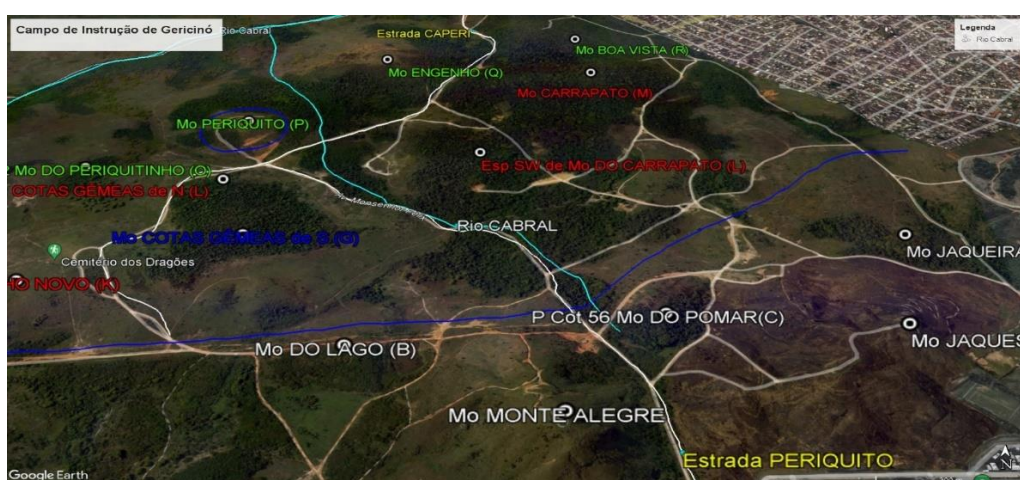 Campo de Instrução de Gericinó
Rio Cabral
Estrada CAPERI
Legenda
Rio Cabral
Mo BOA VISTA (R)
Mo ENGENHO (Q)
Mo CARRAPATO (M)
Mo PERIQUITO (P)
Mo DO PERIQUITINHO (O)
Esp SW de Mo DO CARRAPATO (L)
COTAS GÊMEAS de N (L)
Rio CABRAL
Mo COTAS GÊMEAS de S (G)
Mo JAQUEIRA
Cemitério dos Dragões
HO NOVO (K)
P Cot 56 Mo DO POMAR(C)
Mo JAQUES
Mo DO LAGO (B)
Mo MONTE ALEGRE
Estrada PERIQUITO
Google Earth
N